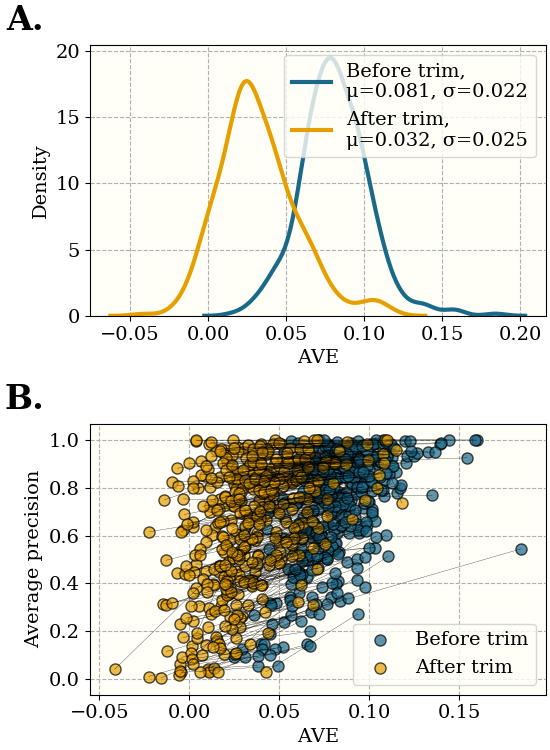 A.
20
15
10
5
0
Density
Before trim,
μ=0.081, σ=0.022
After trim,
μ=0.032, σ=0.025
−0.05 0.00 0.05 0.10 0.15 0.20
AVE
B.
1.0
0.8
0.6
0.4
0.2
0.0
Average precision
Before trim
After trim
−0.05 0.00 0.05 0.10 0.15
AVE